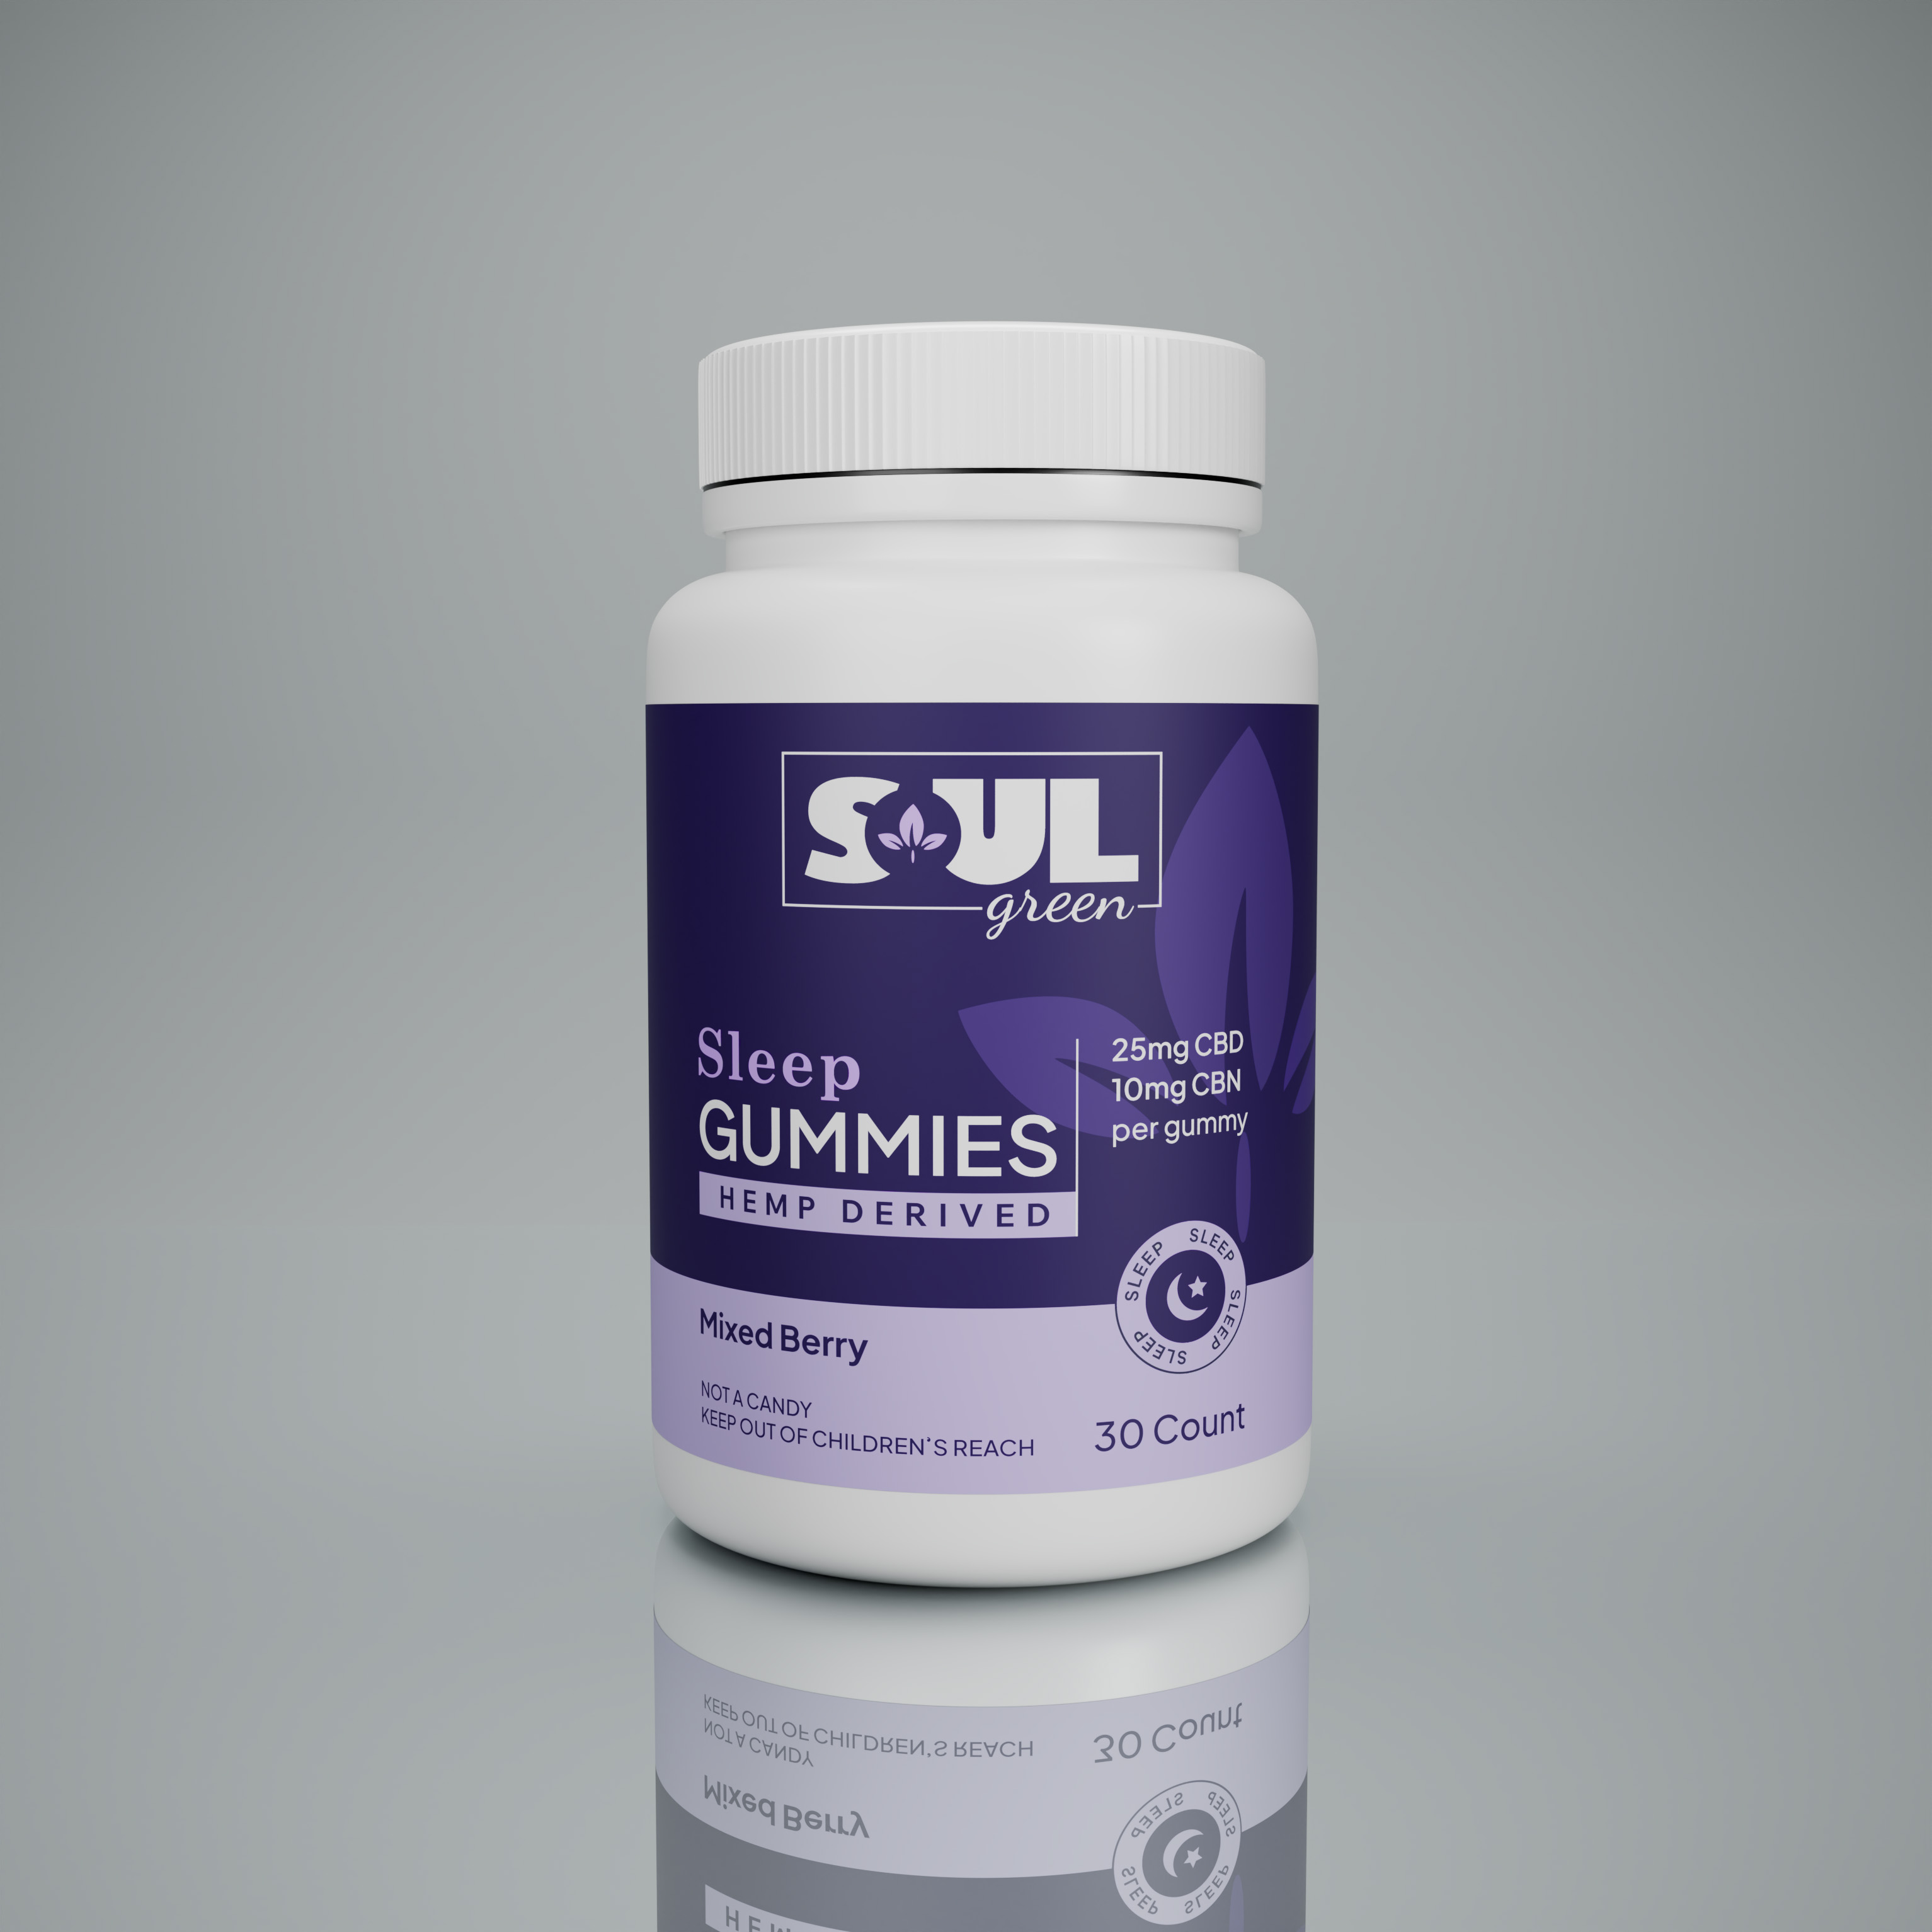 SOUL
green
Sleep
GUMMIES
HEMP DERIVED
25mg CBD
10mg CBN
per gummy
SLEEP SLEEP SLEEP SLEEP
Mixed Berry
NOT A CANDY
KEEP OUT OF CHILDREN'S REACH
30 Count